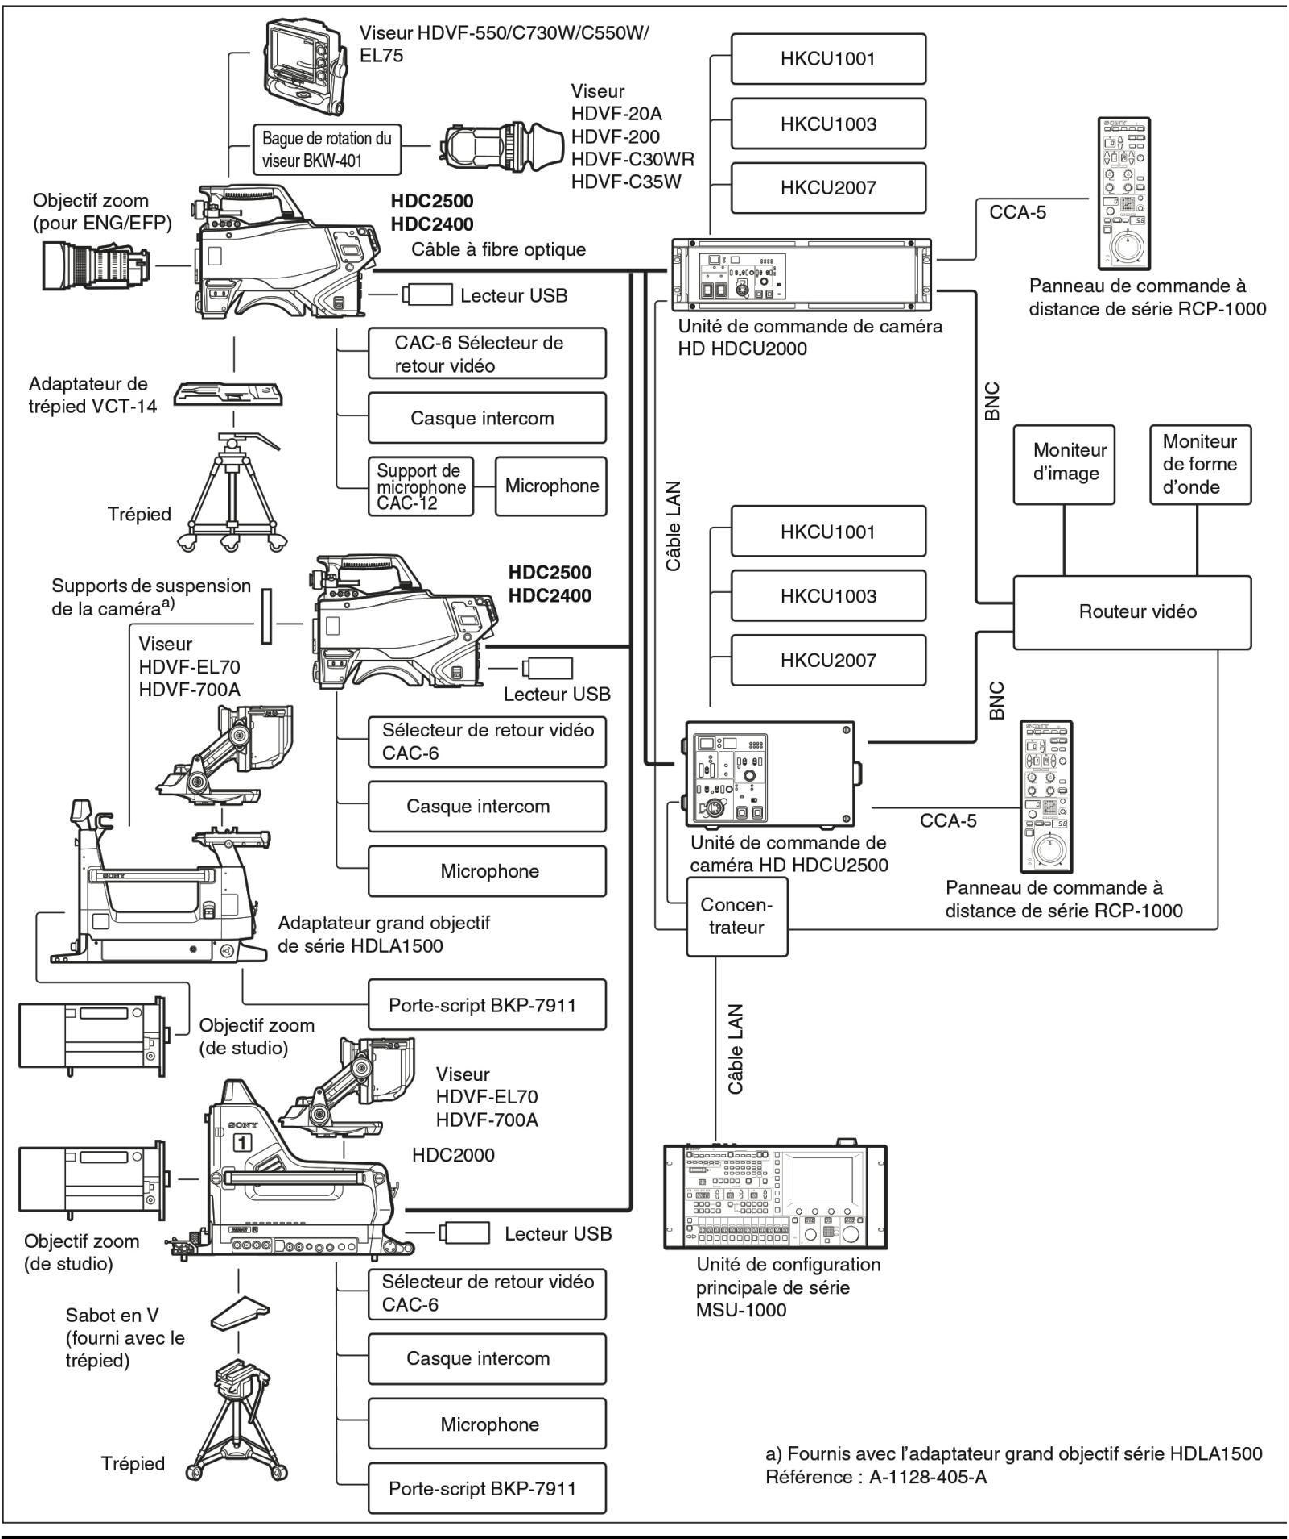 Viseur HDVF-550/C730W/C550W/
EL75
Bague de rotation du
viseur BKW-401
Viseur
HDVF-20A
HDVF-200
HDVF-C30WR
HDVF-C35W
Objectif zoom
(pour ENG/EFP)
HDC2500
HDC2400
Câble à fibre optique
Lecteur USB
CAC-6 Sélecteur de
retour vidéo
Adaptateur de
trépied VCT-14
Casque intercom
Support de
microphone
CAC-12
Microphone
Trépied
HKCU1001
HKCU1003
HKCU2007
CCA-5
SONY
Panneau de commande à
distance de série RCP-1000
Unité de commande de caméra
HD HDCU2000
BNC
Câble LAN
Moniteur
d'image
Moniteur
de forme
d'onde
Routeur vidéo
Supports de suspension
de la caméra a)
HDC2500
HDC2400
Viseur
HDVF-EL70
HDVF-700A
Lecteur USB
Sélecteur de retour vidéo
CAC-6
Casque intercom
Microphone
SONY
Adaptateur grand objectif
de série HDLA1500
Porte-script BKP-7911
Objectif zoom
(de studio)
HKCU1001
HKCU1003
HKCU2007
BNC
CCA-5
SONY
Unité de commande de
caméra HD HDCU2500
Panneau de commande à
distance de série RCP-1000
Concen-
trateur
Câble LAN
Unité de configuration
principale de série
MSU-1000
Viseur
HDVF-EL70
HDVF-700A
SONY
1
HDC2000
Lecteur USB
Objectif zoom
(de studio)
Sabot en V
(fourni avec le
trépied)
Trépied
Sélecteur de retour vidéo
CAC-6
Casque intercom
Microphone
Porte-script BKP-7911
a) Fournis avec l'adaptateur grand objectif série HDLA1500
Référence : A-1128-405-A